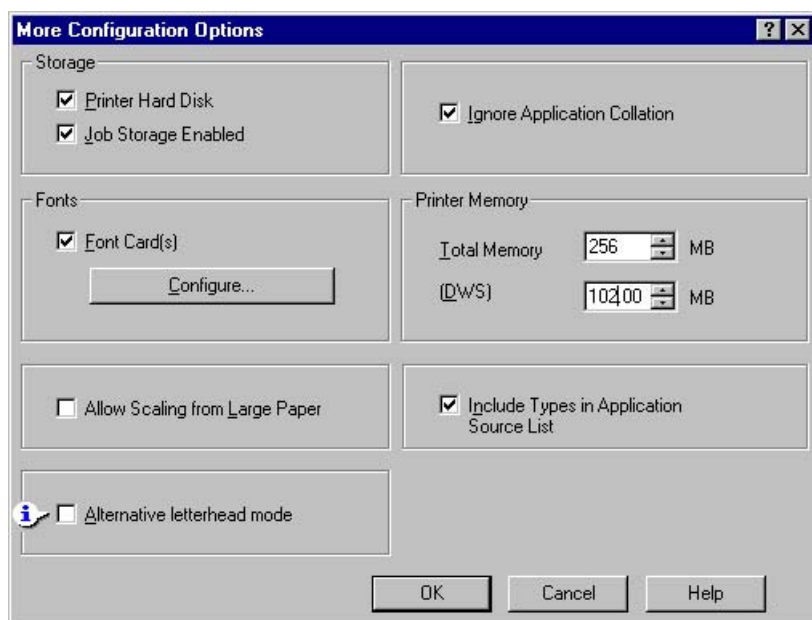 More Configuration Options
Storage
Printer Hard Disk
Job Storage Enabled
Ignore Application Collation
Fonts
Font Card(s)
Configure...
Printer Memory
Total Memory 256 MB
(DWS) 102.00 MB
Allow Scaling from Large Paper
Include Types in Application
Source List
Alternative letterhead mode
OK Cancel Help